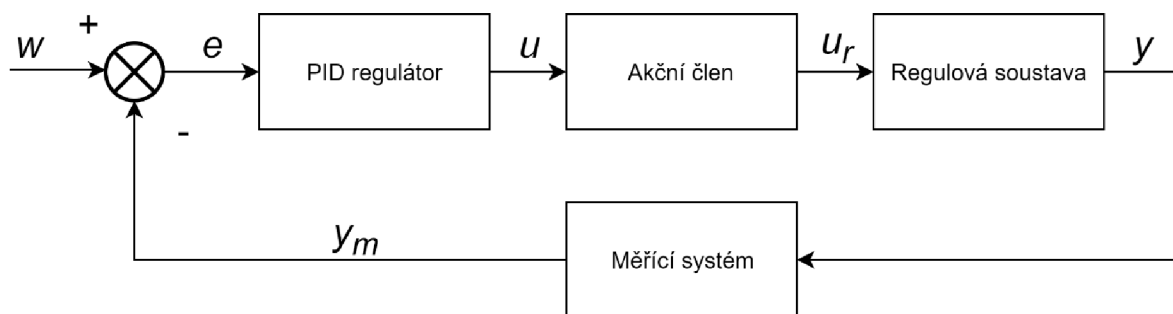 +
w
e
PID regulátor
u
Akční člen
u_r
Regulová soustava
y
-
y_m
Měřící systém